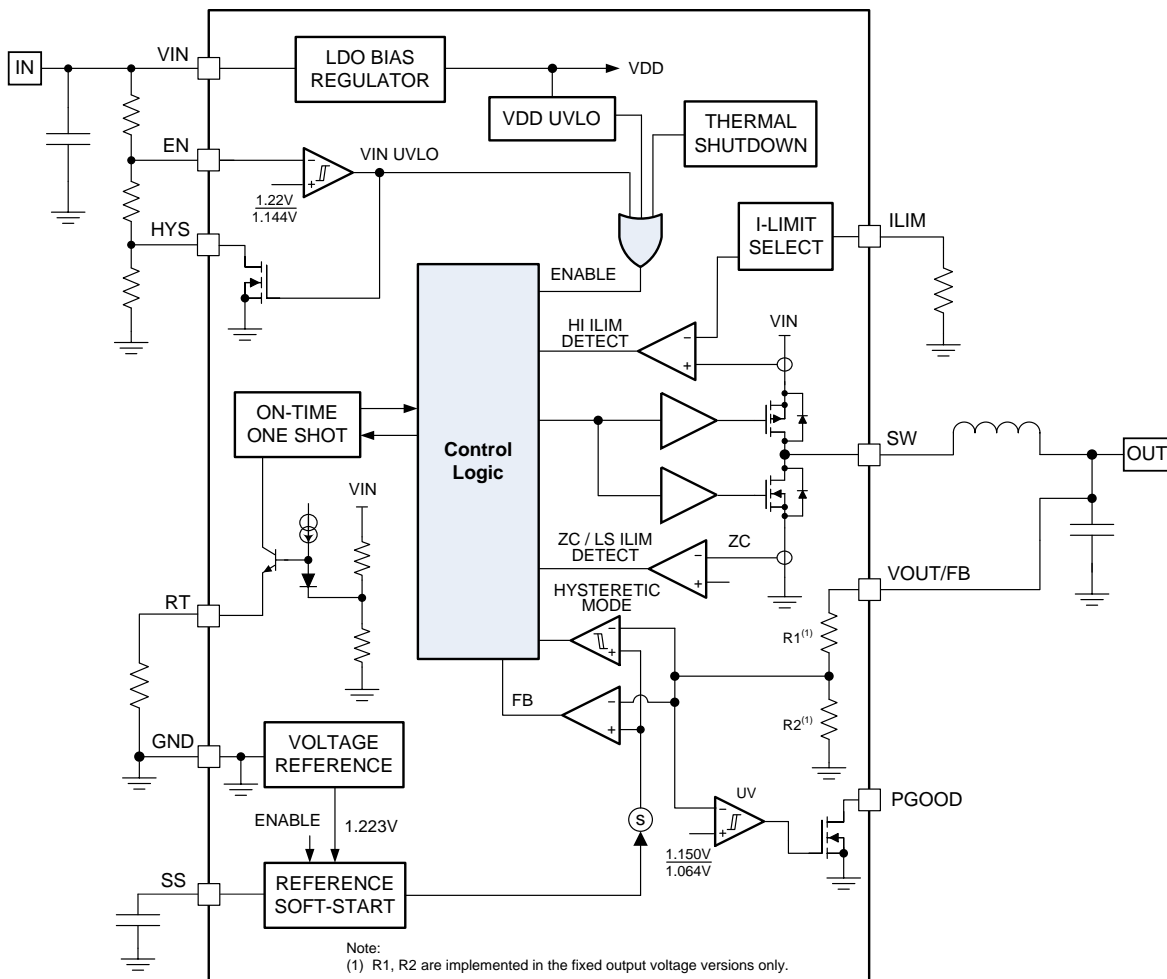 IN
VIN
LDO BIAS
REGULATOR
VDD
VDD UVLO
THERMAL
SHUTDOWN
EN
VIN UVLO
1.22V
1.144V
HYS
I-LIMIT
SELECT
ILIM
ENABLE
HI ILIM
DETECT
VIN
ON-TIME
ONE SHOT
Control
Logic
SW
OUT
VIN
ZC / LS ILIM
DETECT
ZC
VOUT/FB
HYSTERETIC
MODE
RT
R1(1)
FB
R2(1)
GND
VOLTAGE
REFERENCE
UV
PGOOD
ENABLE
1.223V
S
1.150V
1.064V
SS
REFERENCE
SOFT-START
Note:
(1) R1, R2 are implemented in the fixed output voltage versions only.